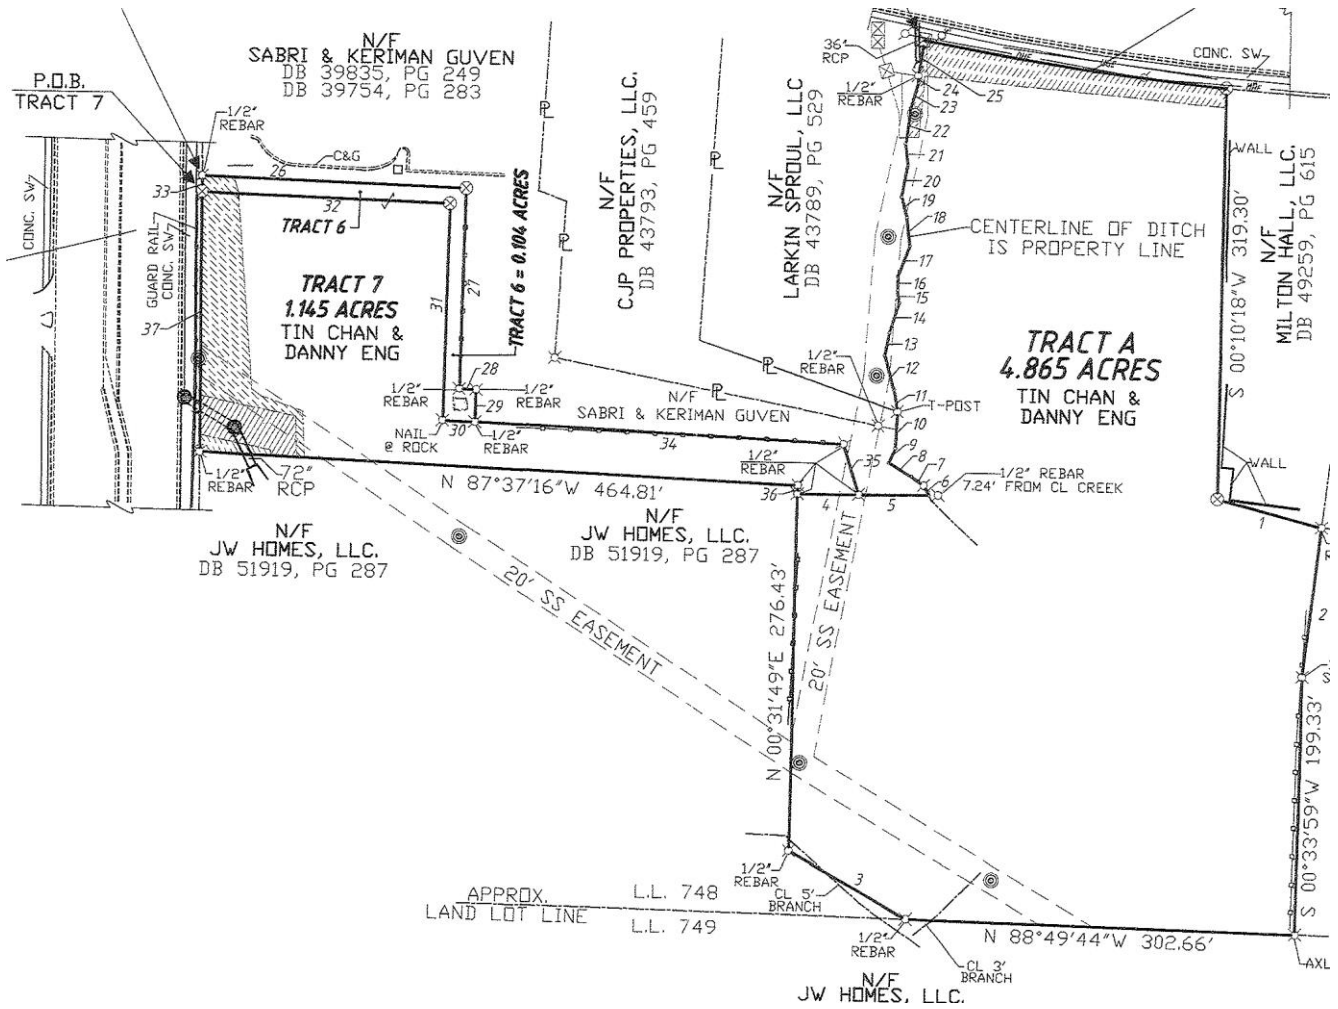 N/F
SABRI & KERIMAN GUVEN
DB 39835, PG 249
DB 39754, PG 283
P.O.B.
TRACT 7
1/2"
REBAR
C&G
26
33
32
TRACT 6
CONC. SW
GUARD RAIL
CONC. SW
37
TRACT 7
1.145 ACRES
TIN CHAN &
DANNY ENG
31
27
TRACT 6 = 0.104 ACRES
N/F
CJP PROPERTIES, LLC.
DB 43793, PG 459
N/F
LARKIN SPROUL, LLC
DB 43789, PG 529
36"
RCP
1/2"
REBAR
CONC. SW
24
25
23
22
21
20
19
18
17
16
15
14
13
12
11
10
9
8
7
6
CENTERLINE OF DITCH
IS PROPERTY LINE
WALL
S 00°10'18"W 319.30'
N/F
MILTON HALL, LLC.
DB 49259, PG 615
TRACT A
4.865 ACRES
TIN CHAN &
DANNY ENG
1/2"
REBAR
T-POST
28
1/2"
REBAR
1/2"
REBAR
29
N/F
SABRI & KERIMAN GUVEN
NAIL
@ ROCK
30
1/2"
REBAR
34
1/2"
REBAR
35
36
4
5
1/2" REBAR
7.24' FROM CL CREEK
WALL
1
1/2"
REBAR
72"
RCP
N 87°37'16"W 464.81'
N/F
JW HOMES, LLC.
DB 51919, PG 287
N/F
JW HOMES, LLC.
DB 51919, PG 287
20' SS EASEMENT
20' SS EASEMENT
N 00°31'49"E 276.43'
2
S 00°33'59"W 199.33'
1/2"
REBAR
3
CL 5'
BRANCH
APPROX.
LAND LOT LINE
L.L. 748
L.L. 749
1/2"
REBAR
N 88°49'44"W 302.66'
CL 3'
BRANCH
N/F
JW HOMES, LLC.